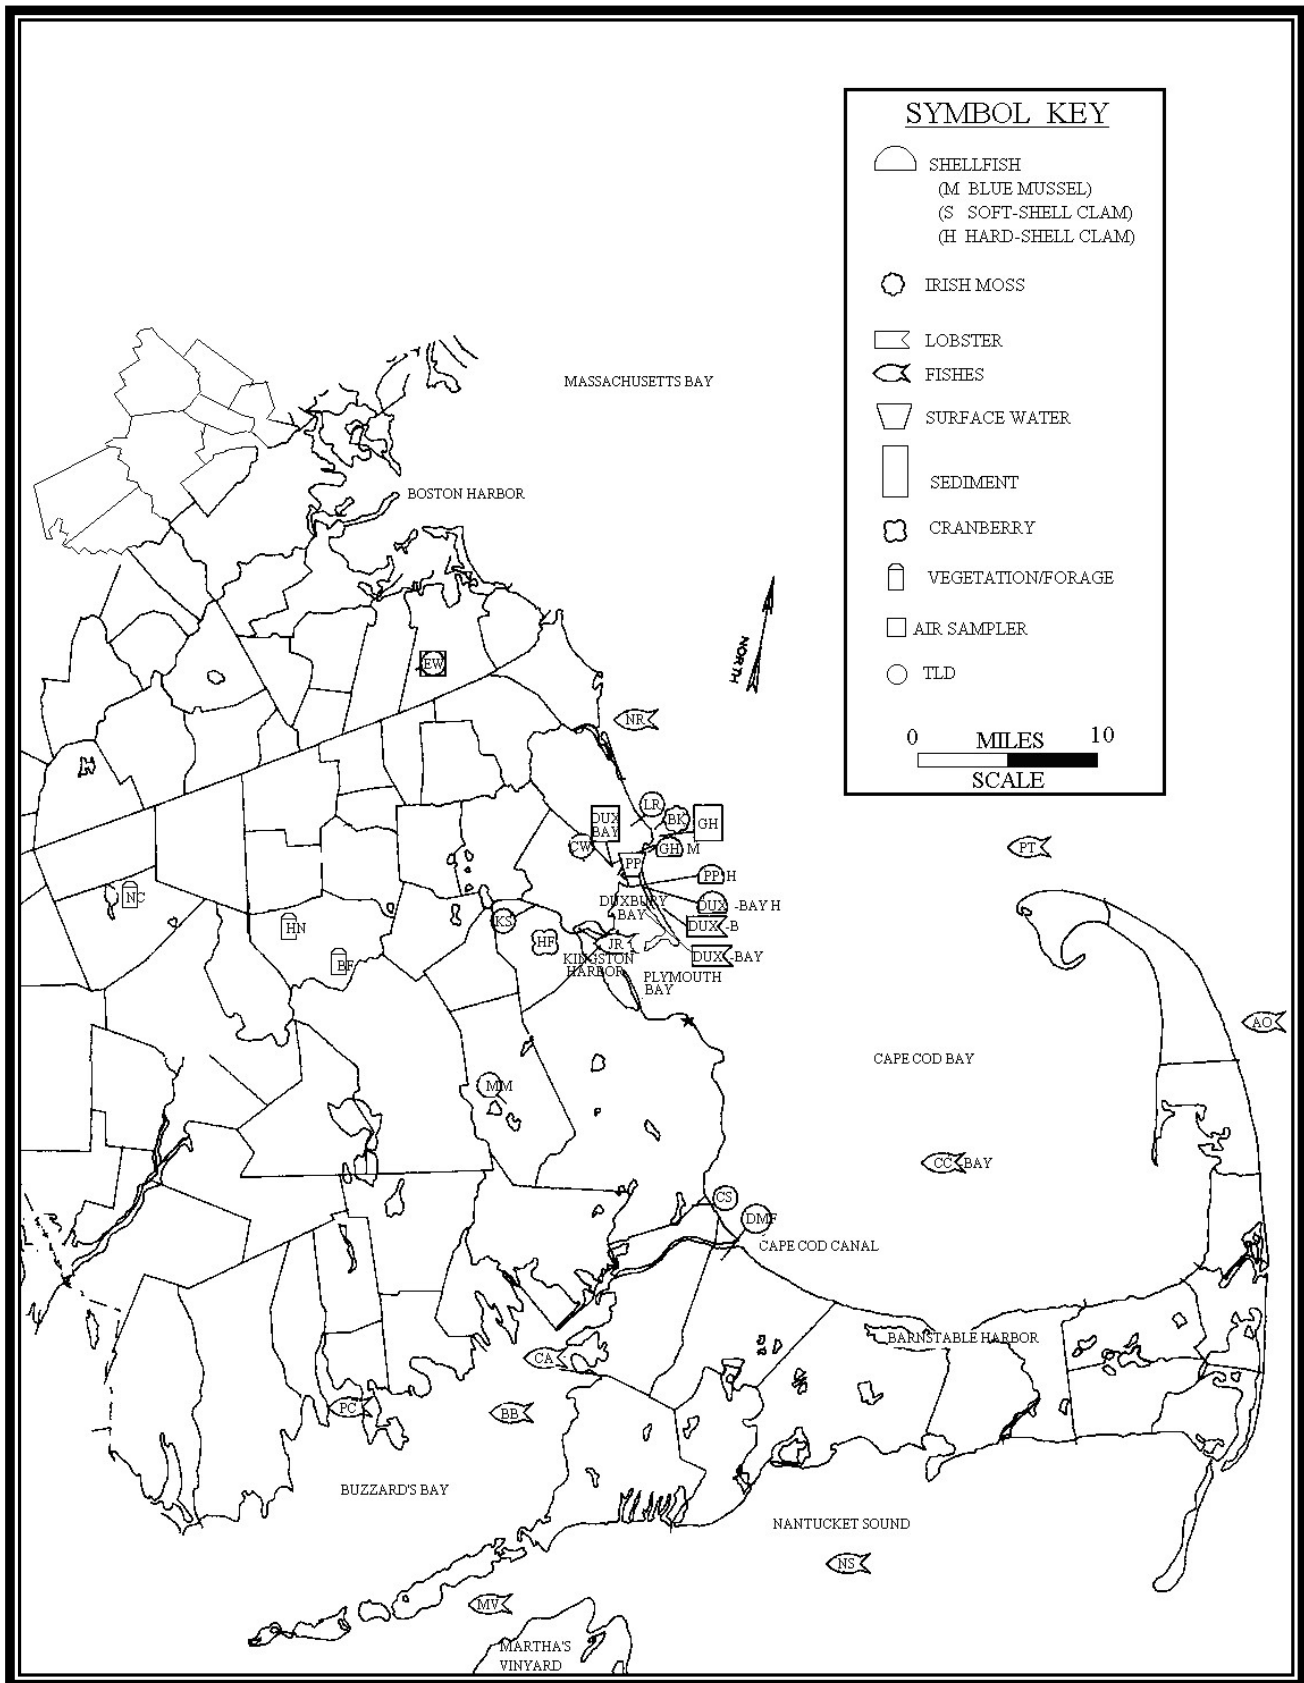 SYMBOL KEY
SHELLFISH
(M BLUE MUSSEL)
(S SOFT-SHELL CLAM)
(H HARD-SHELL CLAM)
IRISH MOSS
LOBSTER
FISHES
SURFACE WATER
SEDIMENT
CRANBERRY
VEGETATION/FORAGE
AIR SAMPLER
TLD
0 MILES 10
SCALE
MASSACHUSETTS BAY
BOSTON HARBOR
NORTH
EW
NR
LR
BK
GH
DUX
BAY
CW
GH M
PP
PP H
PT
NC
HN
BF
KS
HF
DUXBURY
BAY
DUX -BAY H
DUX -B
DUX -BAY
JR
KINGSTON
HARBOR
PLYMOUTH
BAY
AO
CAPE COD BAY
MM
CC -BAY
CS
DMF
CAPE COD CANAL
BARNSTABLE HARBOR
CA
PC
BB
BUZZARD'S BAY
NANTUCKET SOUND
NS
MV
MARTHA'S
VINYARD